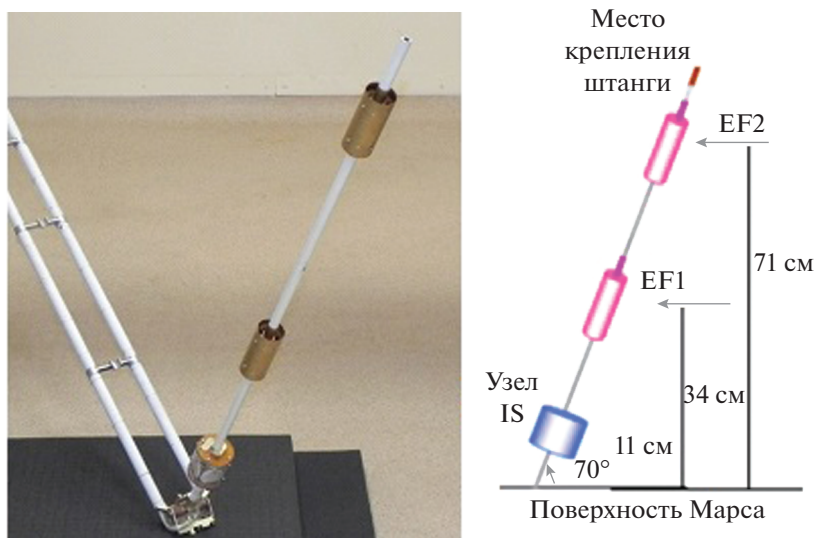 Место
крепления
штанги
EF2
71 см
EF1
34 см
Узел
IS
11 см
70°
Поверхность Марса